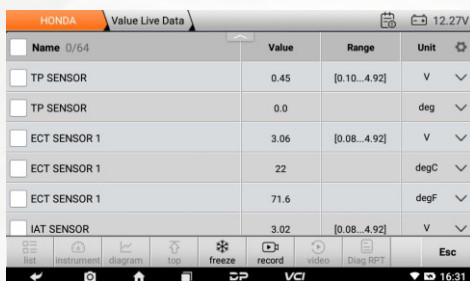 HONDA Value Live Data 12.27V
Name 0/64 Value Range Unit
TP SENSOR 0.45 [0.10...4.92] V
TP SENSOR 0.0 deg
ECT SENSOR 1 3.06 [0.08...4.92] V
ECT SENSOR 1 22 degC
ECT SENSOR 1 71.6 degF
IAT SENSOR 3.02 [0.08...4.92] V
list instrument diagram top freeze record video Diag RPT Esc
VCI 16:31